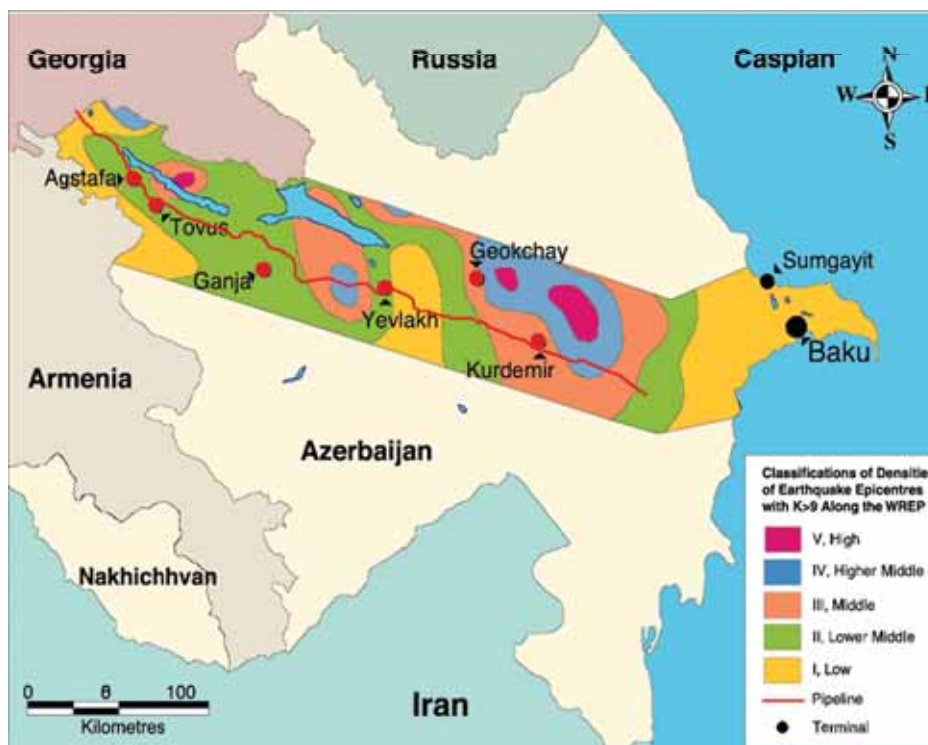 Georgia
Russia
Caspian
N
W
E
S
Agstafa
Tovus
Geokchay
Sumgayit
Ganja
Yevlakh
Baku
Kurdemir
Armenia
Azerbaijan
Nakhichhvan
Iran
Classifications of Densitie
of Earthquake Epicentres
with K>9 Along the WREP
V, High
IV, Higher Middle
III, Middle
II, Lower Middle
I, Low
Pipeline
Terminal
0 6 100
Kilometres